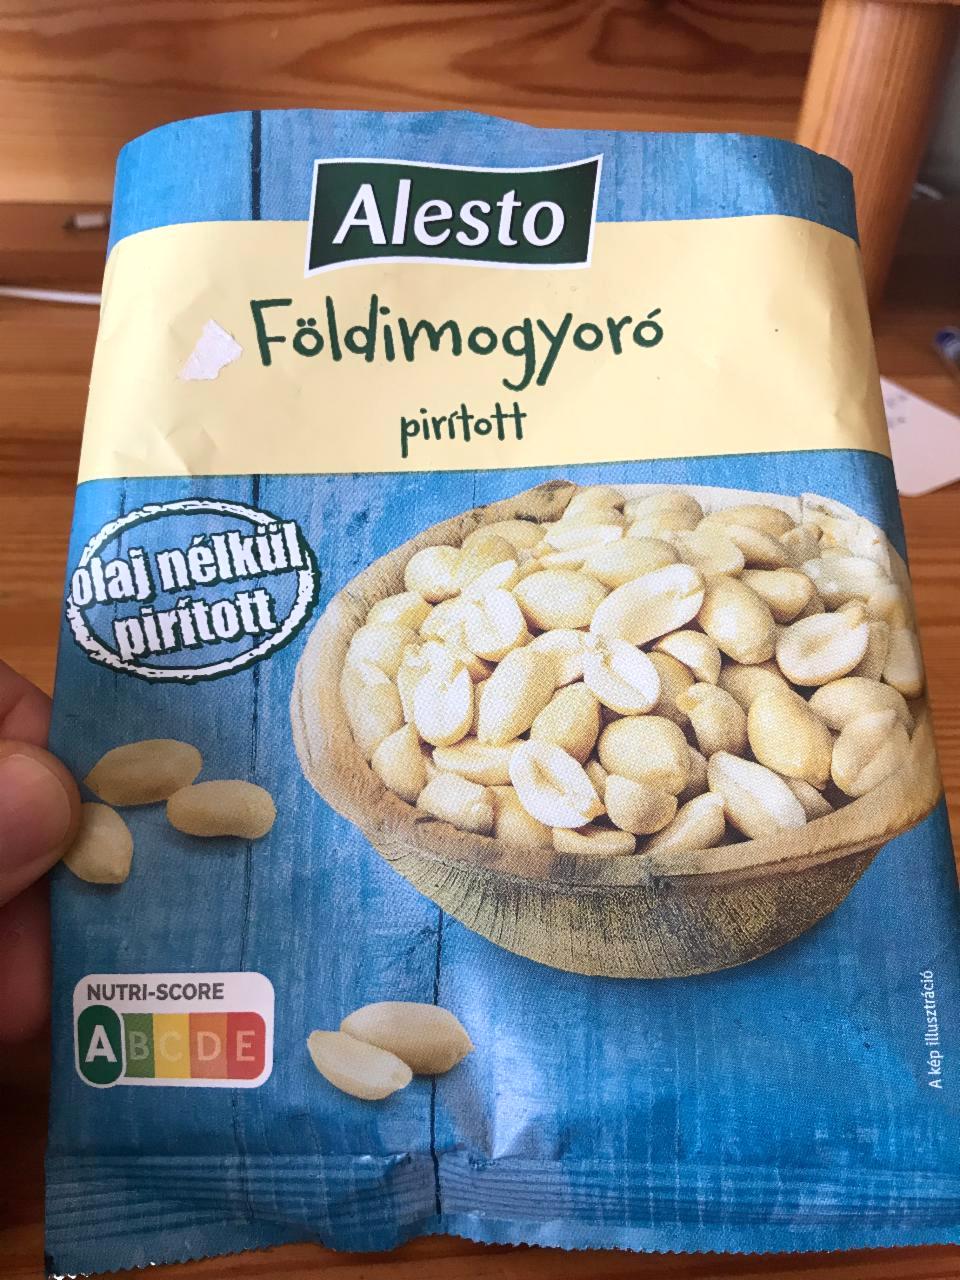 Alesto
Földimogyoró
pirított
olaj nélkül
pirított
NUTRI-SCORE
A B C D E
A kép illusztráció